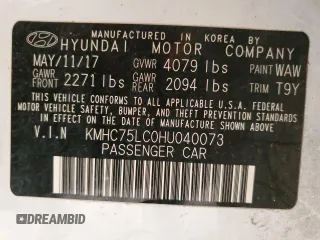 MANUFACTURED IN KOREA BY
HYUNDAI MOTOR COMPANY
MAY/11/17 GVWR 4079 lbs PAINT WAW
GAWR FRONT 2271 lbs GAWR REAR 2094 lbs TRIM T9Y
THIS VEHICLE CONFORMS TO ALL APPLICABLE U.S. FEDERAL
MOTOR VEHICLE SAFETY, BUMPER, AND THEFT PREVENTION
STANDARDS IN EFFECT ON THE DATE OF MANUFACTURE SHOWN ABOVE.
V.I.N KMHC75LC0HU040073
PASSENGER CAR
DREAMBID